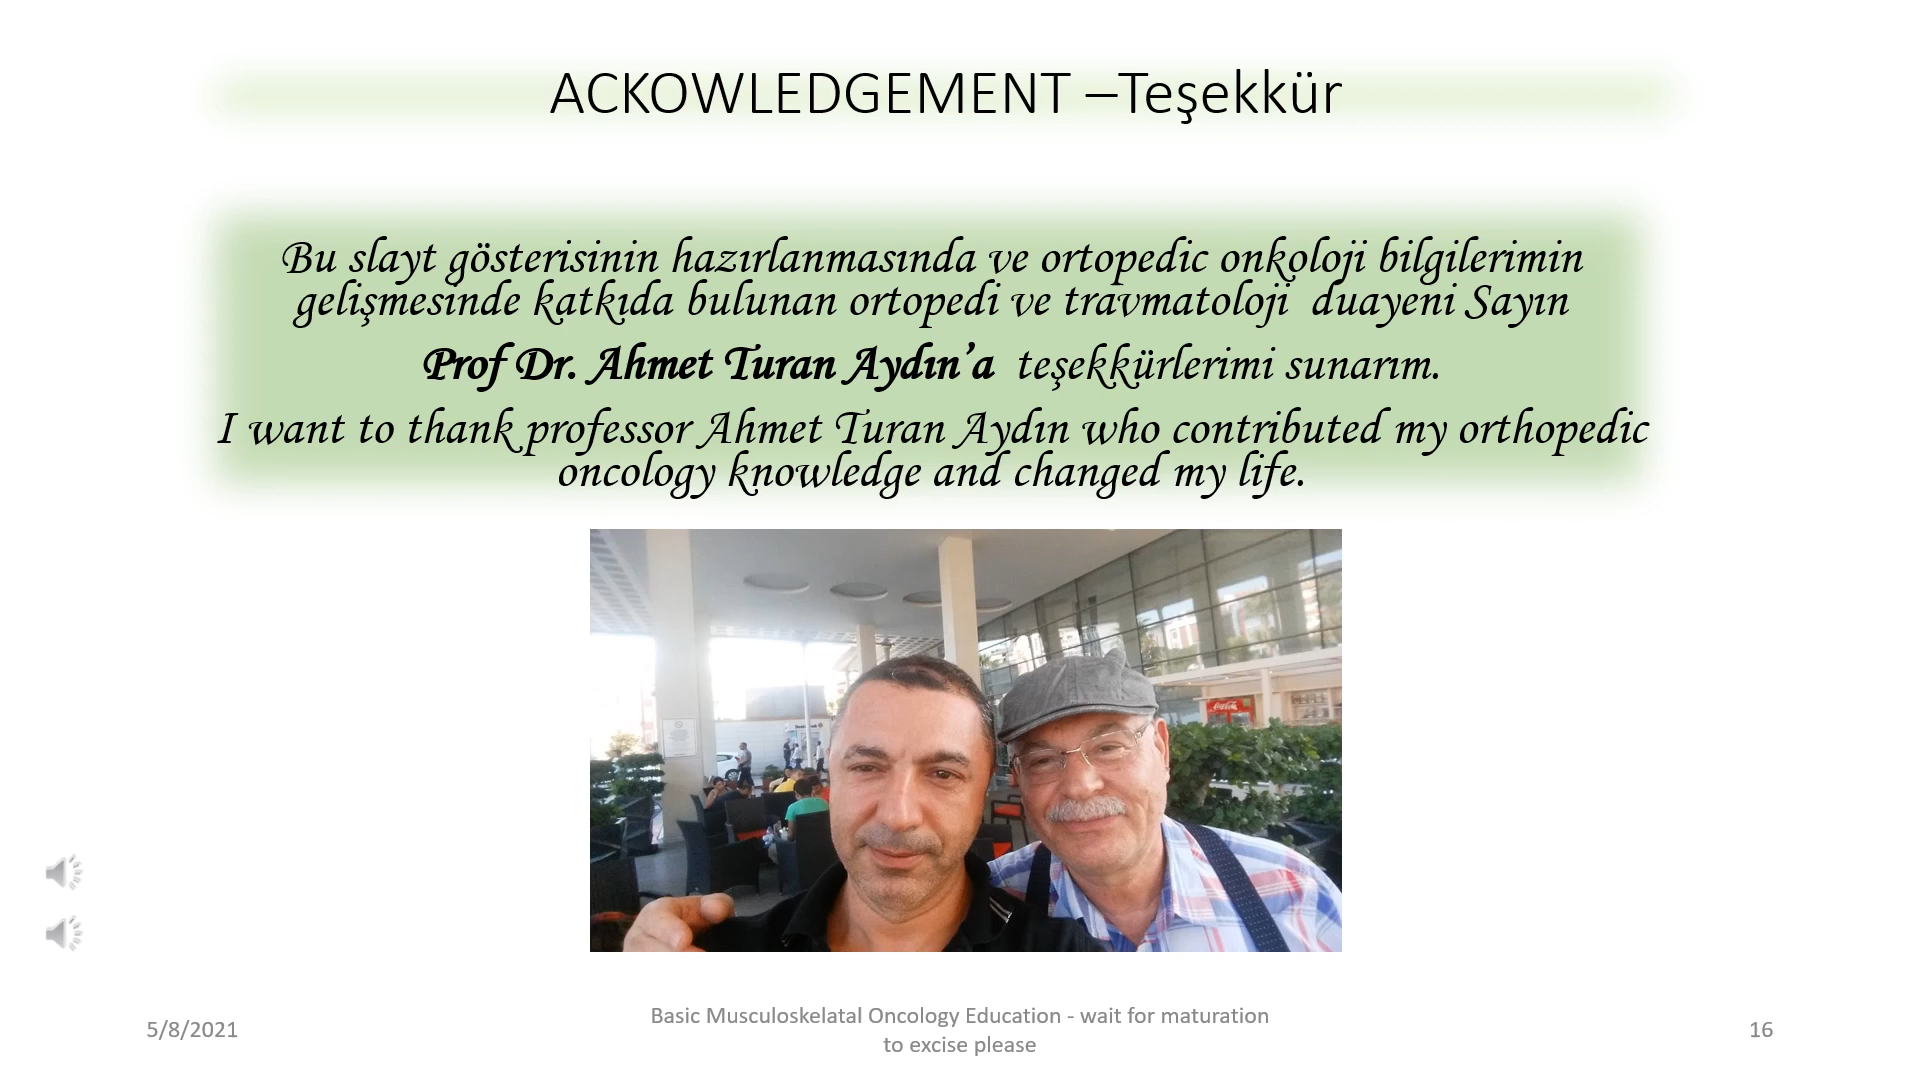 ACKOWLEDGEMENT –Teşekkür
Bu slayt gösterisinin hazırlanmasında ve ortopedic onkoloji bilgilerimin
gelişmesinde katkıda bulunan ortopedi ve travmatoloji duayeni Sayın
Prof Dr. Ahmet Turan Aydın’a teşekkürlerimi sunarım.
I want to thank professor Ahmet Turan Aydın who contributed my orthopedic
oncology knowledge and changed my life.
Coca-Cola
5/8/2021
Basic Musculoskelatal Oncology Education - wait for maturation
to excise please
16